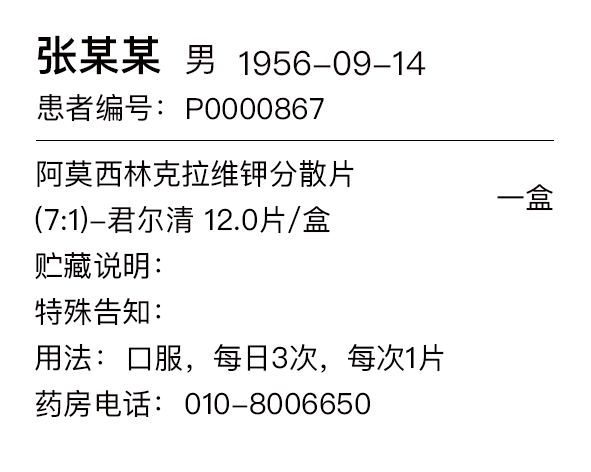 张某某 男 1956-09-14
患者编号：P0000867
阿莫西林克拉维钾分散片
(7:1)-君尔清 12.0片/盒
一盒
贮藏说明：
特殊告知：
用法：口服，每日3次，每次1片
药房电话：010-8006650